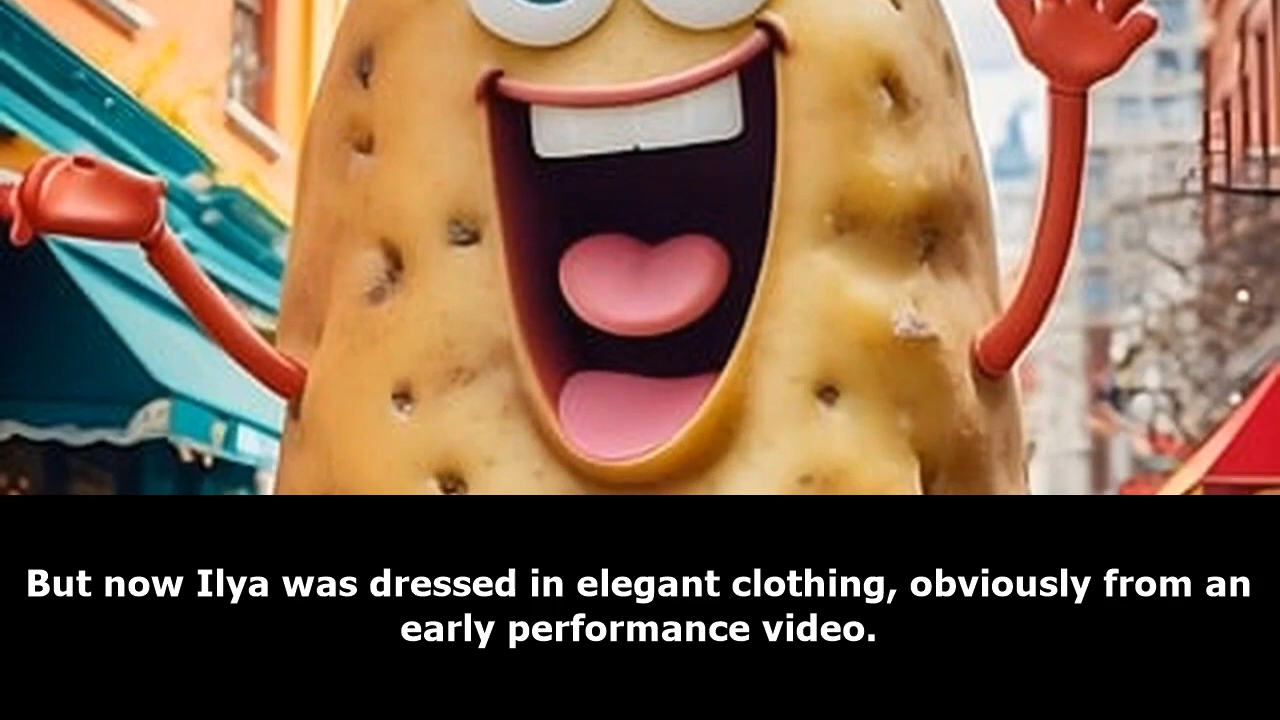 But now Ilya was dressed in elegant clothing, obviously from an
early performance video.